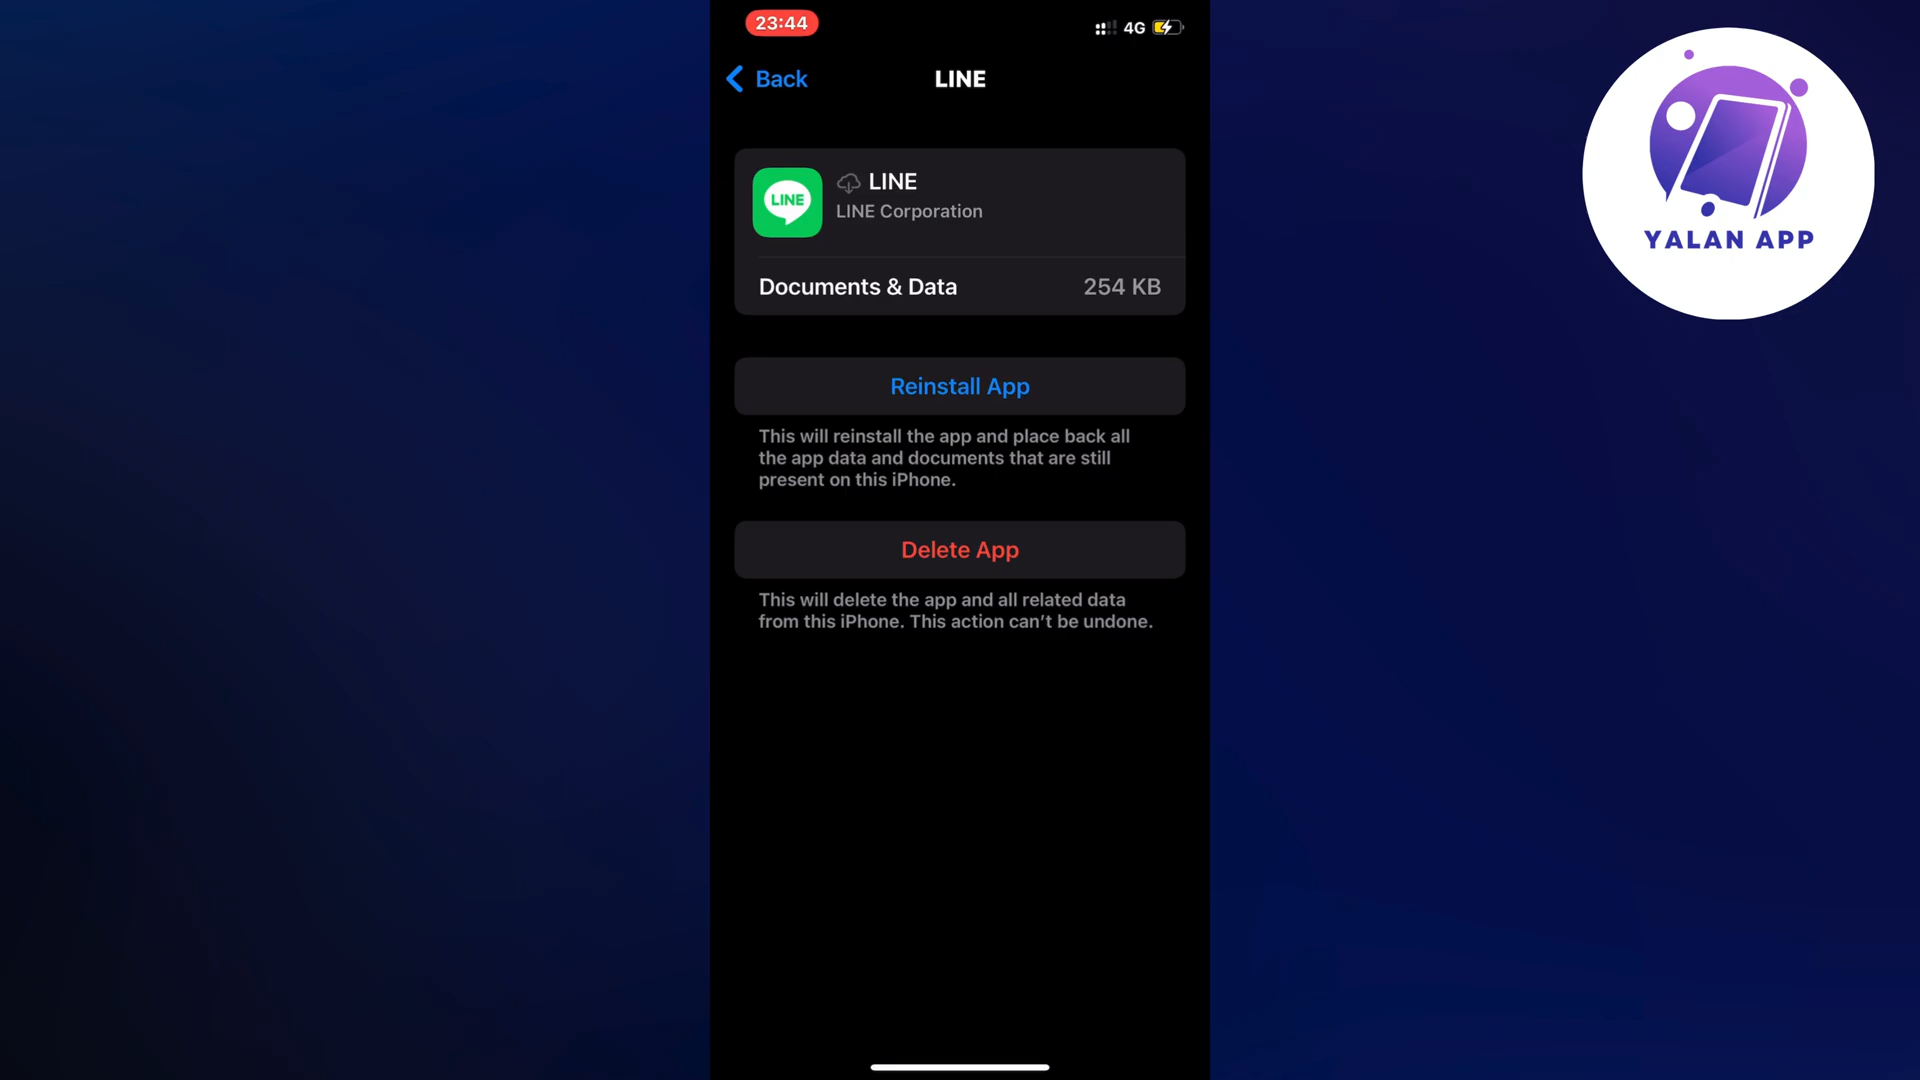 23:44
4G
Back
LINE
LINE
LINE
LINE Corporation
Documents & Data
254 KB
Reinstall App
This will reinstall the app and place back all
the app data and documents that are still
present on this iPhone.
Delete App
This will delete the app and all related data
from this iPhone. This action can’t be undone.
YALAN APP